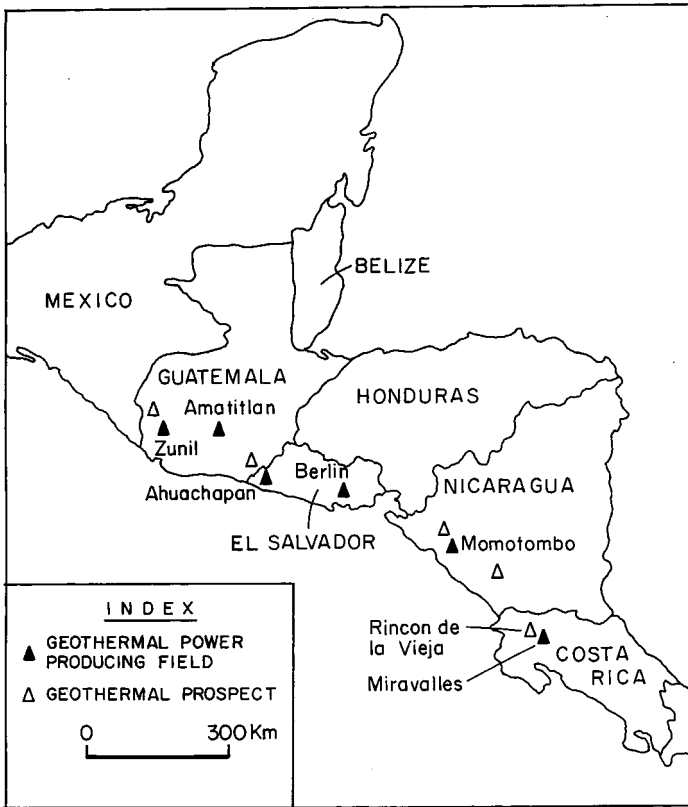 BELIZE
MEXICO
GUATEMALA
HONDURAS
Amatitlan
Zunil
Berlin
Ahuachapan
NICARAGUA
EL SALVADOR
Momotombo
INDEX
GEOTHERMAL POWER
PRODUCING FIELD
GEOTHERMAL PROSPECT
0 300 Km
Rincon de
la Vieja
Miravalles
COSTA
RICA